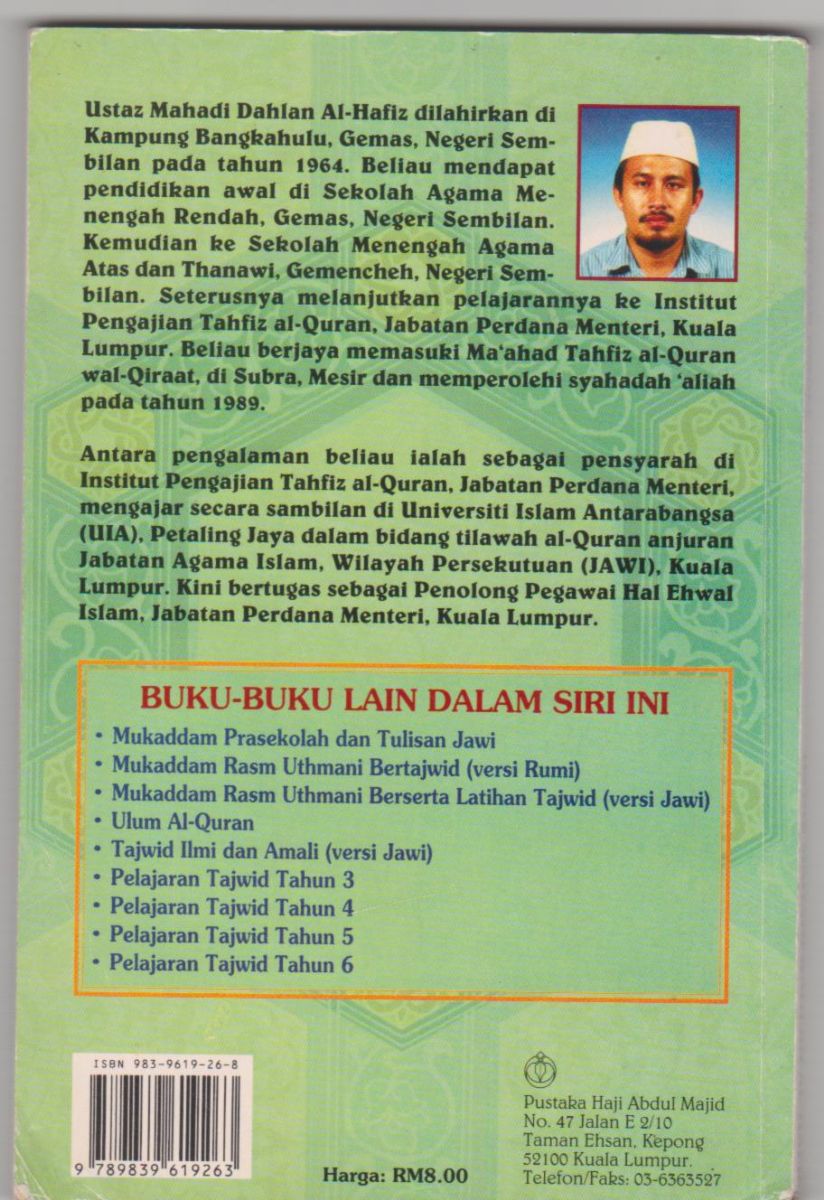 Ustaz Mahadi Dahlan Al-Hafiz dilahirkan di
Kampung Bangkahulu, Gemas, Negeri Sem-
bilan pada tahun 1964. Beliau mendapat
pendidikan awal di Sekolah Agama Me-
nengah Rendah, Gemas, Negeri Sembilan.
Kemudian ke Sekolah Menengah Agama
Atas dan Thanawi, Gemencheh, Negeri Sem-
bilan. Seterusnya melanjutkan pelajarannya ke Institut
Pengajian Tahfiz al-Quran, Jabatan Perdana Menteri, Kuala
Lumpur. Beliau berjaya memasuki Ma‘ahad Tahfiz al-Quran
wal-Qiraat, di Subra, Mesir dan memperolehi syahadah ‘aliah
pada tahun 1989.
Antara pengalaman beliau ialah sebagai pensyarah di
Institut Pengajian Tahfiz al-Quran, Jabatan Perdana Menteri,
mengajar secara sambilan di Universiti Islam Antarabangsa
(UIA), Petaling Jaya dalam bidang tilawah al-Quran anjuran
Jabatan Agama Islam, Wilayah Persekutuan (JAWI), Kuala
Lumpur. Kini bertugas sebagai Penolong Pegawai Hal Ehwal
Islam, Jabatan Perdana Menteri, Kuala Lumpur.
BUKU-BUKU LAIN DALAM SIRI INI
• Mukaddam Prasekolah dan Tulisan Jawi
• Mukaddam Rasm Uthmani Bertajwid (versi Rumi)
• Mukaddam Rasm Uthmani Berserta Latihan Tajwid (versi Jawi)
• Ulum Al-Quran
• Tajwid Ilmi dan Amali (versi Jawi)
• Pelajaran Tajwid Tahun 3
• Pelajaran Tajwid Tahun 4
• Pelajaran Tajwid Tahun 5
• Pelajaran Tajwid Tahun 6
ISBN 983-9619-26-8
9 789839 619263
Harga: RM8.00
Pustaka Haji Abdul Majid
No. 47 Jalan E 2/10
Taman Ehsan, Kepong
52100 Kuala Lumpur.
Telefon/Faks: 03-6363527